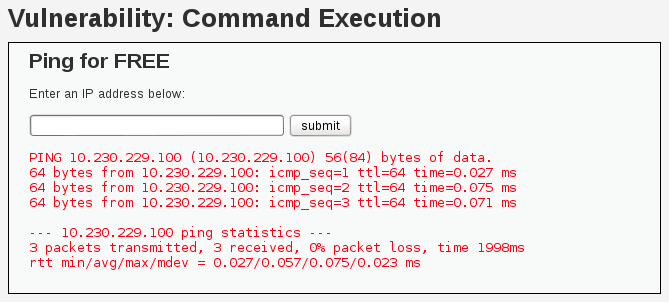 Vulnerability: Command Execution
Ping for FREE
Enter an IP address below:
submit
PING 10.230.229.100 (10.230.229.100) 56(84) bytes of data.
64 bytes from 10.230.229.100: icmp_seq=1 ttl=64 time=0.027 ms
64 bytes from 10.230.229.100: icmp_seq=2 ttl=64 time=0.075 ms
64 bytes from 10.230.229.100: icmp_seq=3 ttl=64 time=0.071 ms
--- 10.230.229.100 ping statistics ---
3 packets transmitted, 3 received, 0% packet loss, time 1998ms
rtt min/avg/max/mdev = 0.027/0.057/0.075/0.023 ms